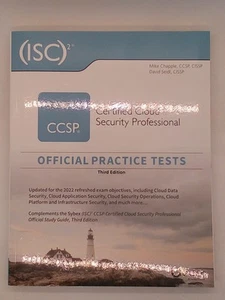 (ISC)²
Mike Chapple, CCSP, CISSP
David Seidl, CISSP
CCSP®
Certified Cloud
Security Professional
OFFICIAL PRACTICE TESTS
Third Edition
Updated for the 2022 refreshed exam objectives, including Cloud Data
Security, Cloud Application Security, Cloud Security Operations, Cloud
Platform and Infrastructure Security, and much more...
Complements the Sybex (ISC)² CCSP Certified Cloud Security Professional
Official Study Guide, Third Edition